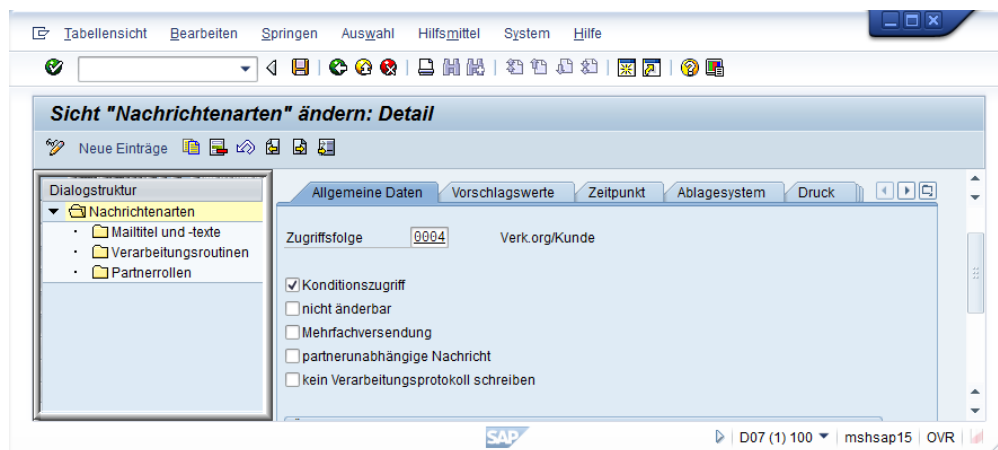 Tabellensicht Bearbeiten Springen Auswahl Hilfsmittel System Hilfe
Sicht "Nachrichtenarten" ändern: Detail
Neue Einträge
Dialogstruktur
Nachrichtenarten
Mailtitel und -texte
Verarbeitungsroutinen
Partnerrollen
Allgemeine Daten Vorschlagswerte Zeitpunkt Ablagesystem Druck
Zugriffsfolge 0004 Verk.org/Kunde
Konditionszugriff
nicht änderbar
Mehrfachversendung
partnerunabhängige Nachricht
kein Verarbeitungsprotokoll schreiben
SAP D07 (1) 100 mshsap15 OVR